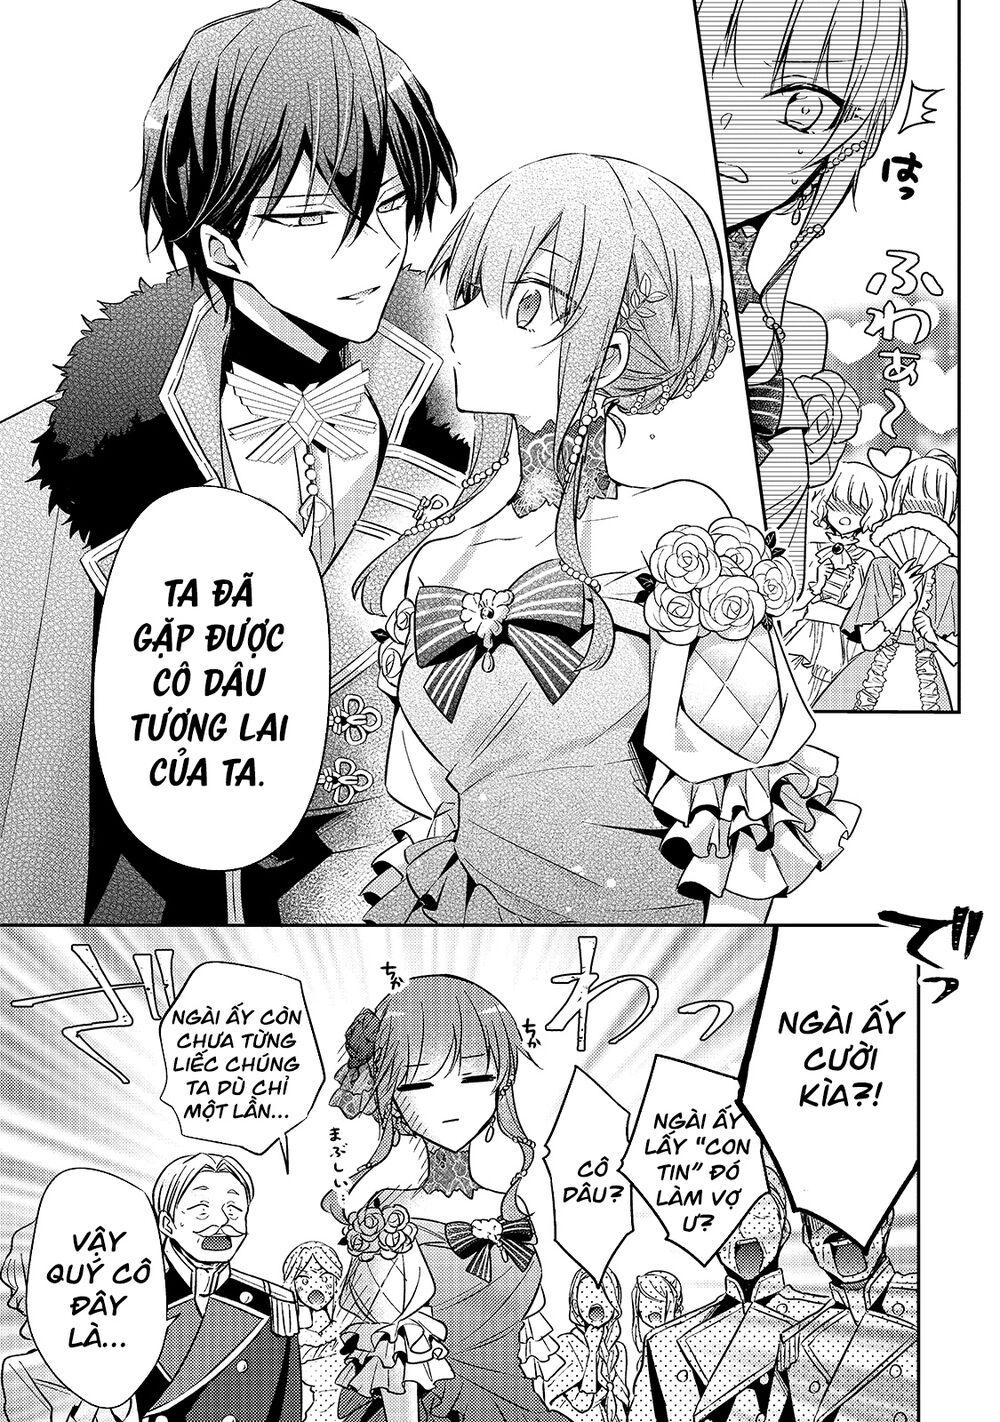 はっ
ふわぁ〜
TA ĐÃ
GẶP ĐƯỢC
CÔ DÂU
TƯƠNG LAI
CỦA TA.
NGÀI ẤY
CƯỜI
KÌA?!
NGÀI ẤY
LẤY "CON
TIN" ĐÓ
LÀM VỢ
Ư?
CÔ
DÂU?
NGÀI ẤY CÒN
CHƯA TỪNG
LIẾC CHÚNG
TA DÙ CHỈ
MỘT LẦN...
VẬY
QUÝ CÔ
ĐÂY
LÀ...
でっ
ざわっ
ちか
ちか
まぶしい…